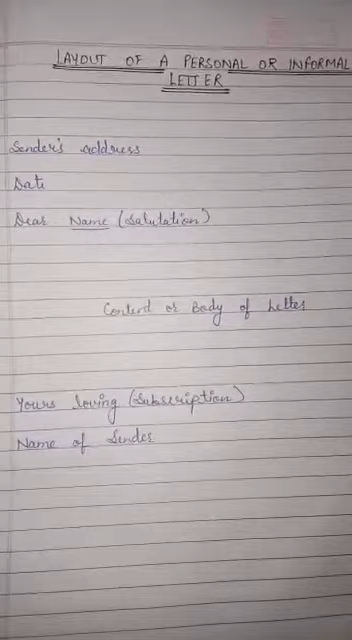 LAYOUT OF A PERSONAL OR INFORMAL
LETTER
Sender's address
Date
Dear Name (Salutation)
Content or Body of Letter
Yours loving (Subscription)
Name of Sender